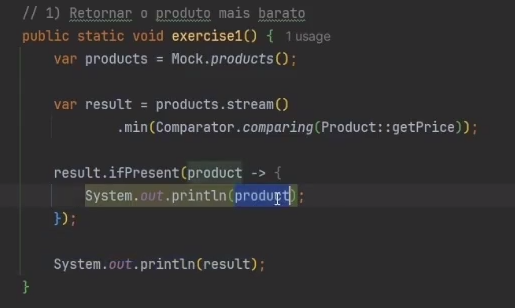 // 1) Retornar o produto mais barato
public static void exercise1() { 1 usage
var products = Mock.products();
var result = products.stream()
.min(Comparator.comparing(Product::getPrice));
result.ifPresent(product -> {
System.out.println(product);
});
System.out.println(result);
}